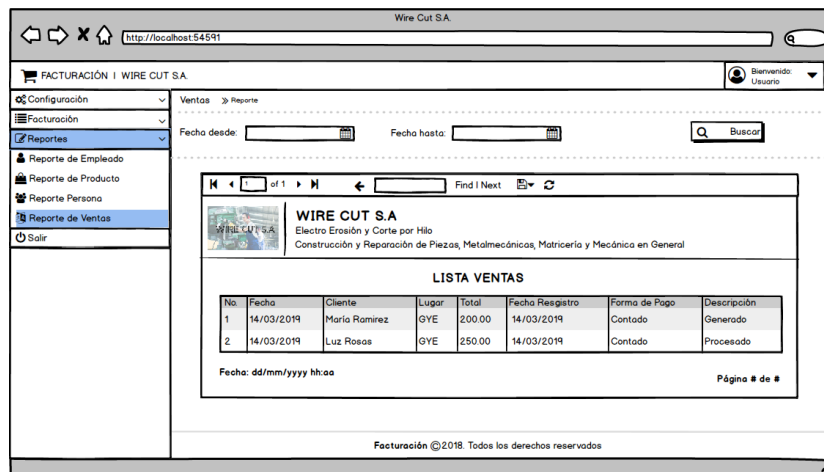 Wire Cut S.A.
http://localhost:54591
FACTURACIÓN I WIRE CUT S.A.
Bienvenido:
Usuario
Configuración
Facturación
Reportes
Reporte de Empleado
Reporte de Producto
Reporte Persona
Reporte de Ventas
Salir
Ventas » Reporte
Fecha desde:
Fecha hasta:
Buscar
1 of 1
Find I Next
WIRE CUT S.A
WIRE CUT S.A
Electro Erosión y Corte por Hilo
Construcción y Reparación de Piezas, Metalmecánicas, Matricería y Mecánica en General
LISTA VENTAS
No. Fecha Cliente Lugar Total Fecha Resgistro Forma de Pago Descripción
1 14/03/2019 María Ramirez GYE 200.00 14/03/2019 Contado Generado
2 14/03/2019 Luz Rosas GYE 250.00 14/03/2019 Contado Procesado
Fecha: dd/mm/yyyy hh:aa
Página # de #
Facturación ©2018. Todos los derechos reservados